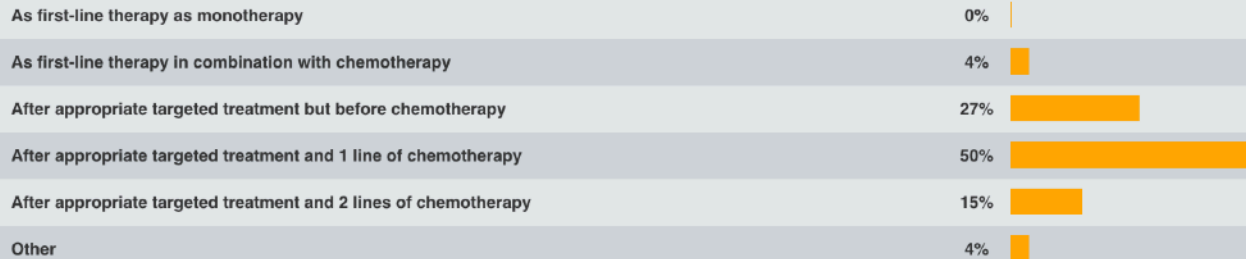 As first-line therapy as monotherapy 0%
As first-line therapy in combination with chemotherapy 4%
After appropriate targeted treatment but before chemotherapy 27%
After appropriate targeted treatment and 1 line of chemotherapy 50%
After appropriate targeted treatment and 2 lines of chemotherapy 15%
Other 4%